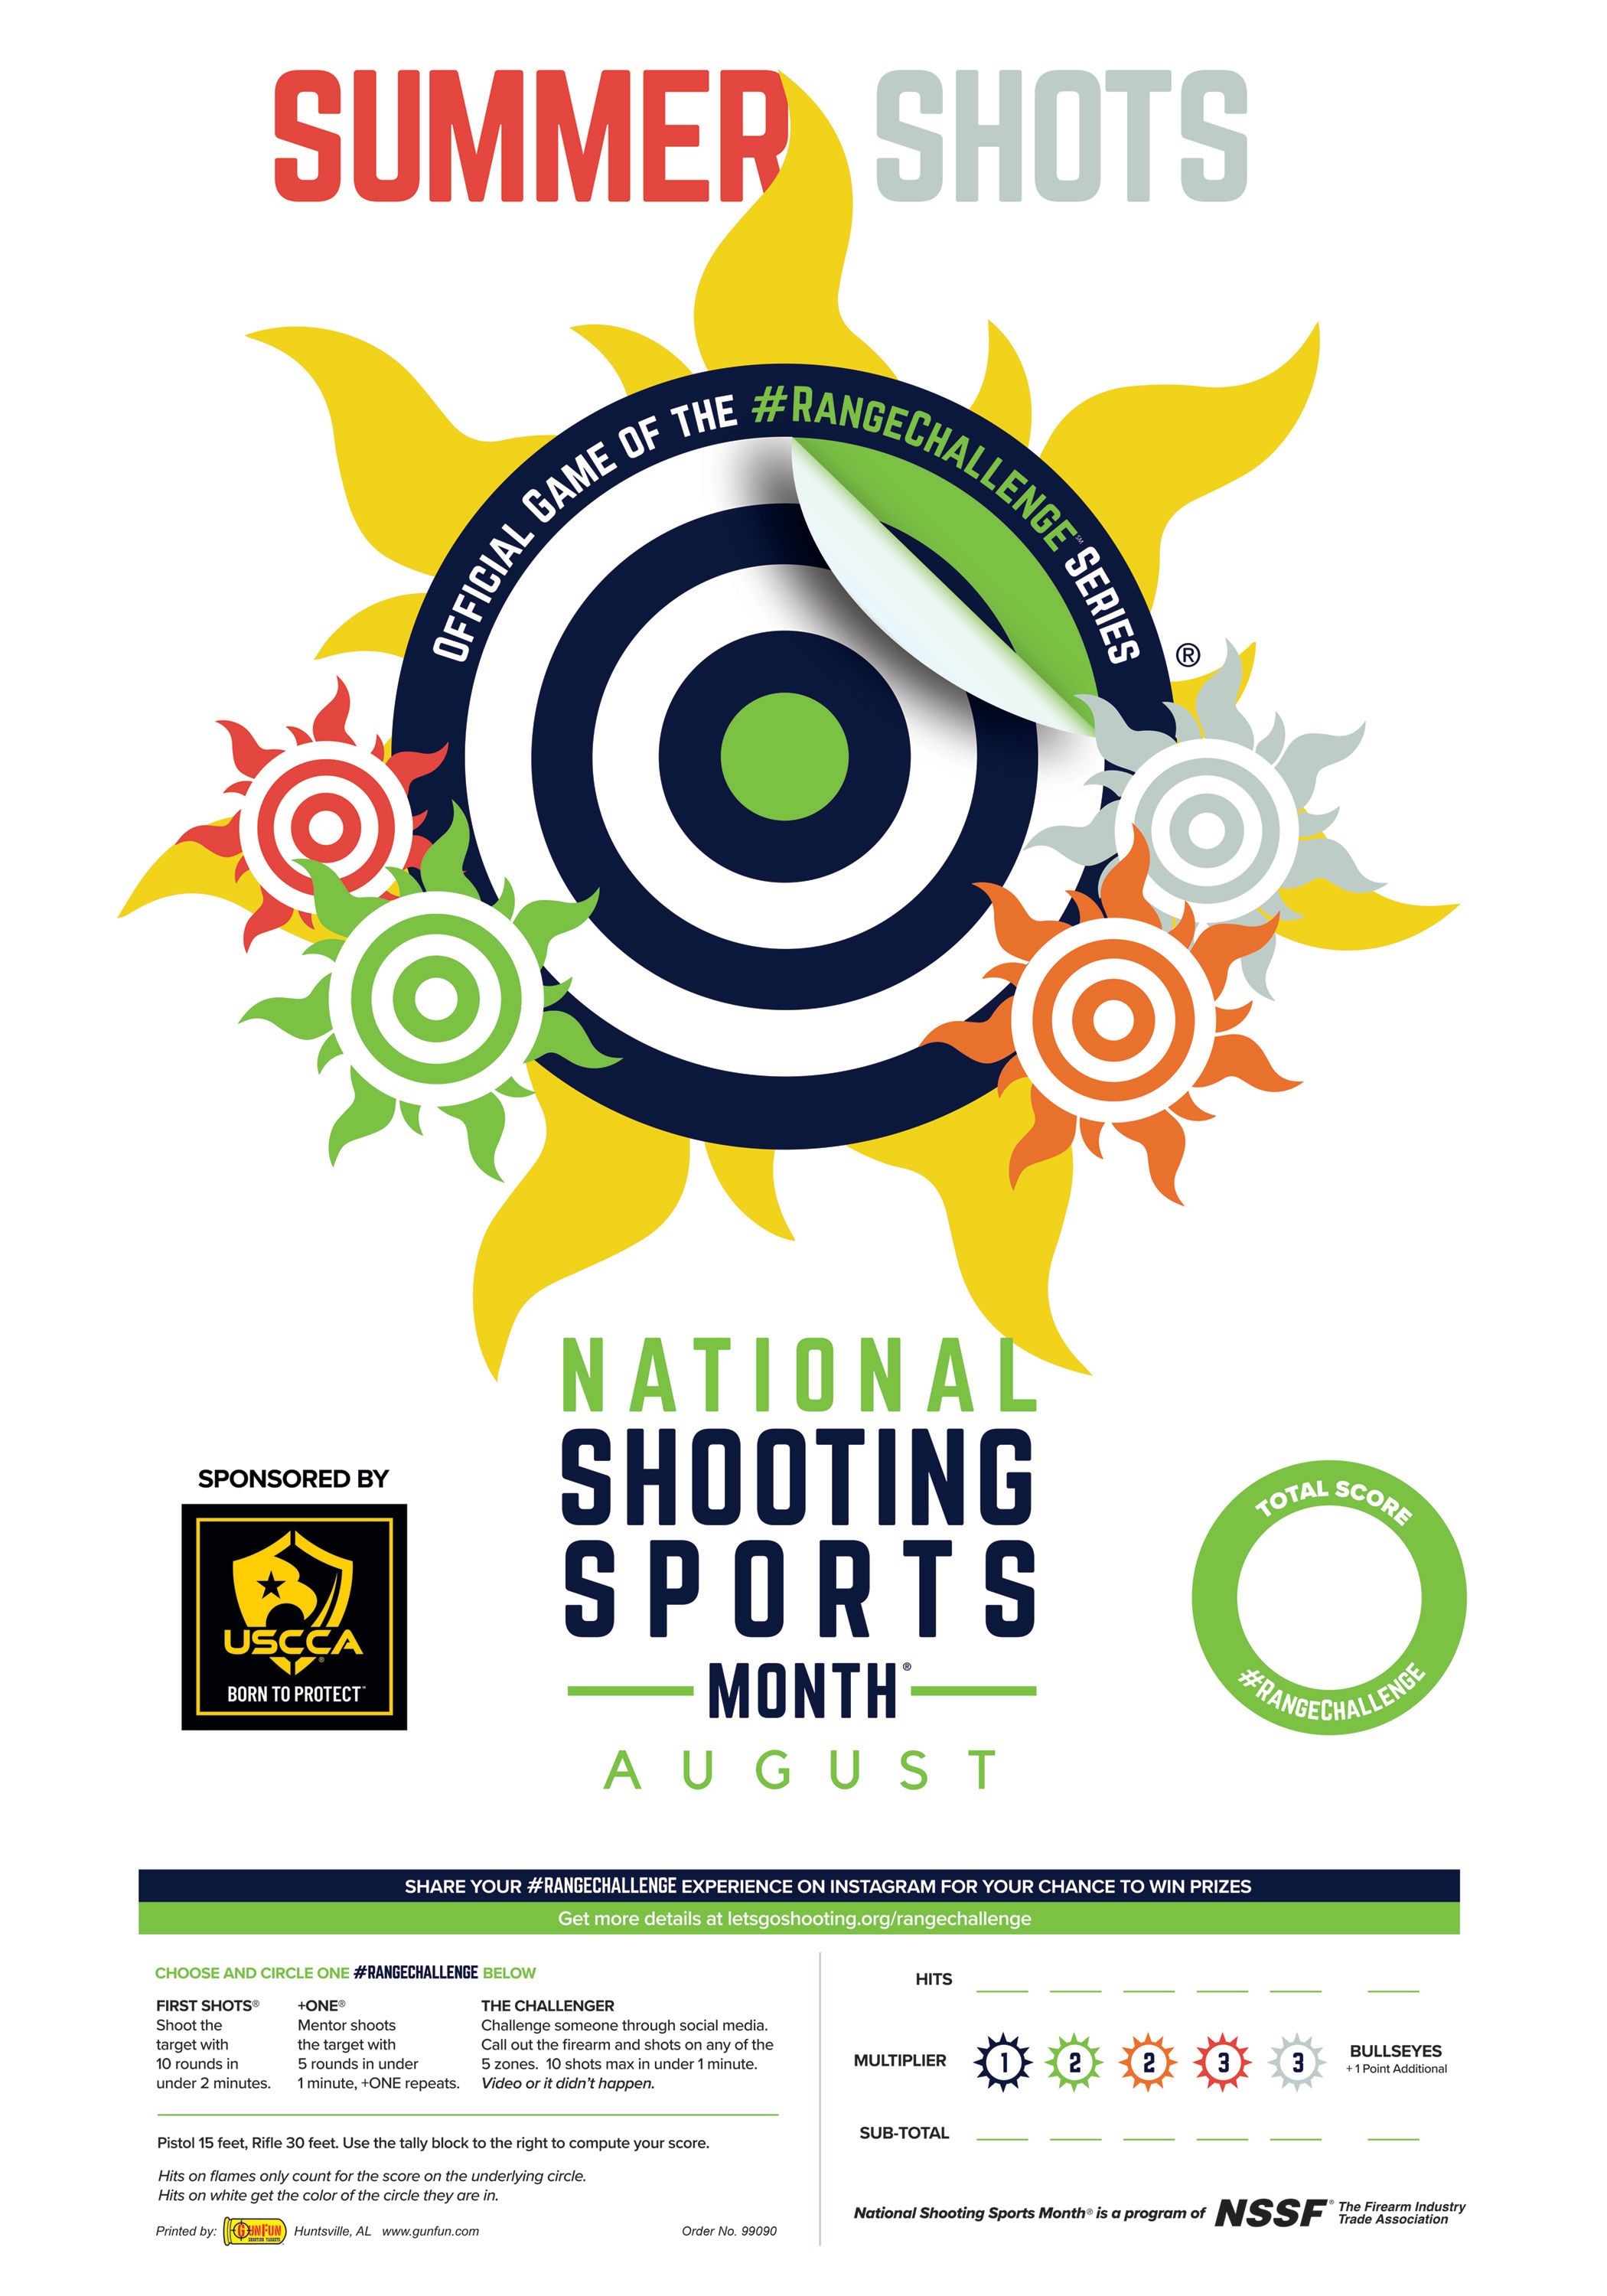 SUMMER SHOTS
OFFICIAL GAME OF THE #RANGECHALLENGE℠ SERIES
®
NATIONAL
SHOOTING
SPORTS
MONTH®
AUGUST
SPONSORED BY
USCCA®
BORN TO PROTECT™
TOTAL SCORE
#RANGECHALLENGE
SHARE YOUR #RANGECHALLENGE EXPERIENCE ON INSTAGRAM FOR YOUR CHANCE TO WIN PRIZES
Get more details at letsgoshooting.org/rangechallenge
CHOOSE AND CIRCLE ONE #RANGECHALLENGE BELOW
FIRST SHOTS®
Shoot the
target with
10 rounds in
under 2 minutes.
+ONE®
Mentor shoots
the target with
5 rounds in under
1 minute, +ONE repeats.
THE CHALLENGER
Challenge someone through social media.
Call out the firearm and shots on any of the
5 zones. 10 shots max in under 1 minute.
Video or it didn't happen.
Pistol 15 feet, Rifle 30 feet. Use the tally block to the right to compute your score.
Hits on flames only count for the score on the underlying circle.
Hits on white get the color of the circle they are in.
Printed by: GUNFUN SHOOTING TARGETS Huntsville, AL www.gunfun.com
Order No. 99090
HITS
MULTIPLIER 1 2 2 3 3 BULLSEYES
+ 1 Point Additional
SUB-TOTAL
National Shooting Sports Month® is a program of NSSF® The Firearm Industry
Trade Association